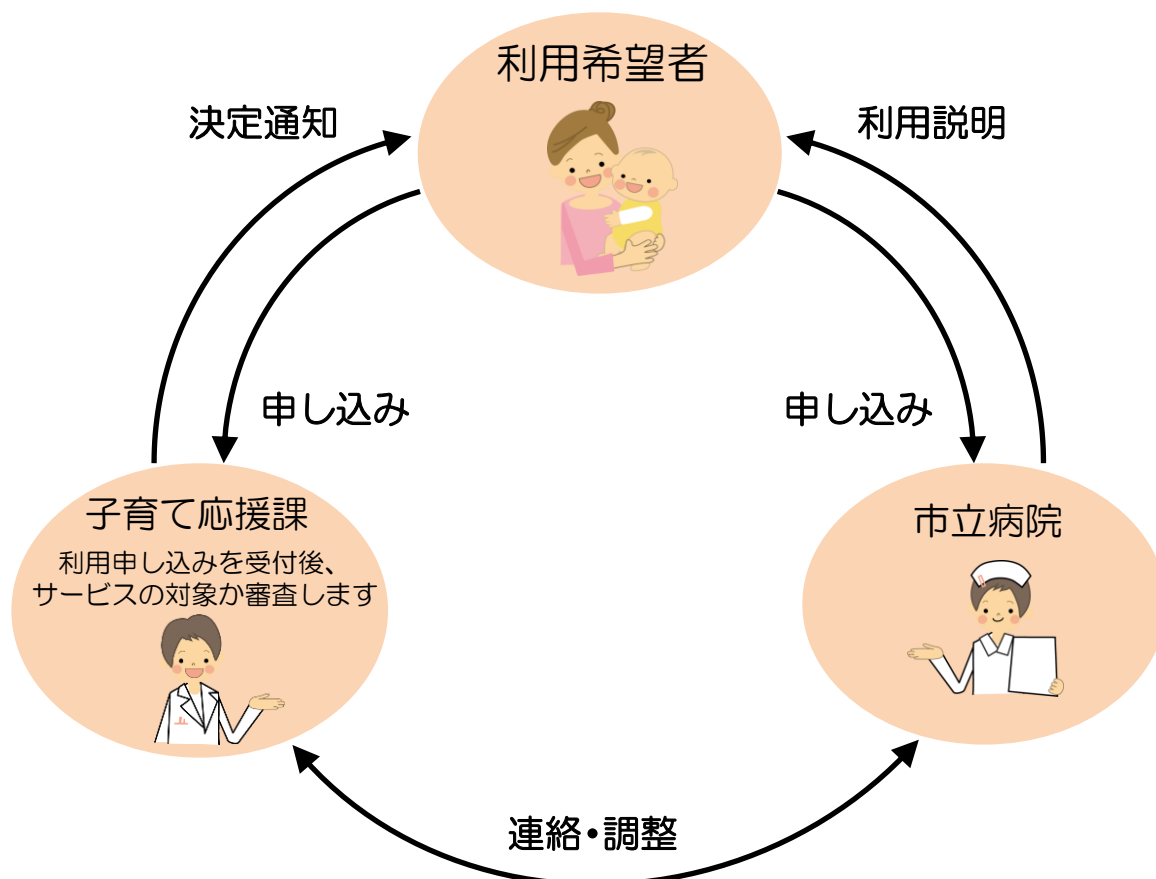 利用希望者
決定通知
利用説明
申し込み
申し込み
子育て応援課
利用申し込みを受付後、
サービスの対象か審査します
市立病院
連絡・調整